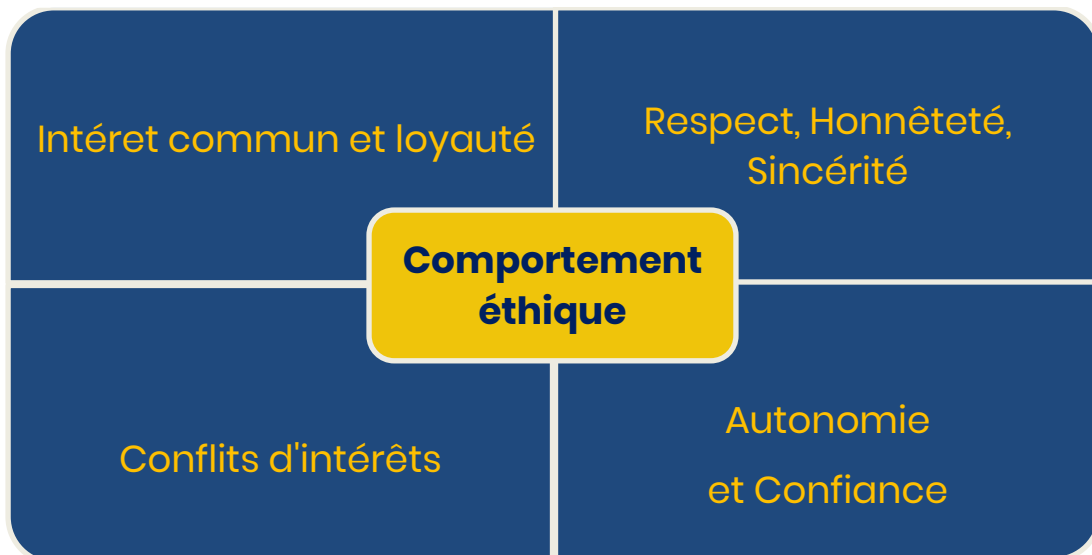 Intéret commun et loyauté
Respect, Honnêteté,
Sincérité
Comportement
éthique
Conflits d'intérêts
Autonomie
et Confiance